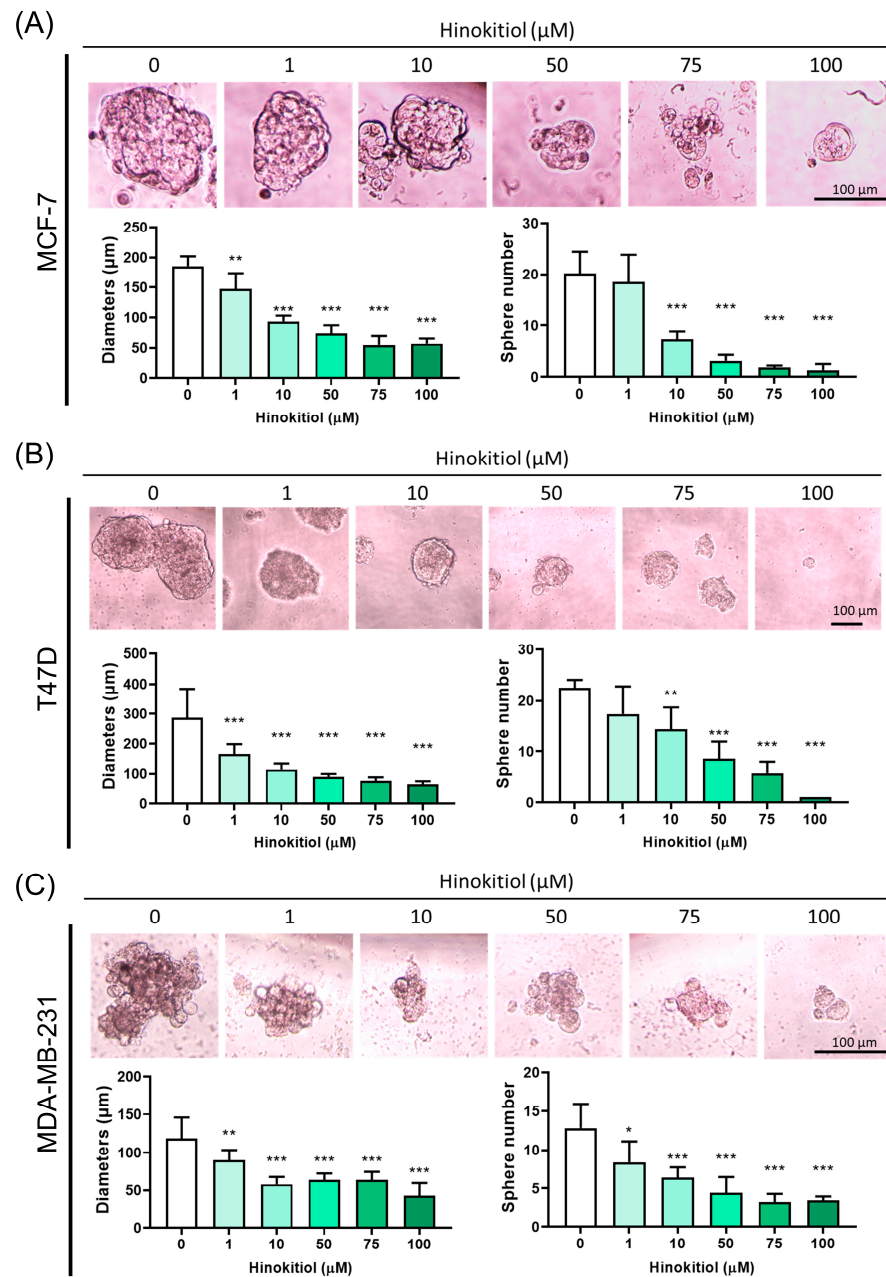 (A)
Hinokitiol (µM)
0 1 10 50 75 100
100 µm
MCF-7
Diameters (µm)
250
200
150
100
50
0
** *** *** *** ***
0 1 10 50 75 100
Hinokitiol (µM)
Sphere number
30
20
10
0
*** *** *** ***
0 1 10 50 75 100
Hinokitiol (µM)
(B)
Hinokitiol (µM)
0 1 10 50 75 100
100 µm
T47D
Diameters (µm)
500
400
300
200
100
0
*** *** *** *** ***
0 1 10 50 75 100
Hinokitiol (µM)
Sphere number
30
20
10
0
** *** *** ***
0 1 10 50 75 100
Hinokitiol (µM)
(C)
Hinokitiol (µM)
0 1 10 50 75 100
100 µm
MDA-MB-231
Diameters (µm)
200
150
100
50
0
** *** *** *** ***
0 1 10 50 75 100
Hinokitiol (µM)
Sphere number
20
15
10
5
0
* *** *** *** ***
0 1 10 50 75 100
Hinokitiol (µM)